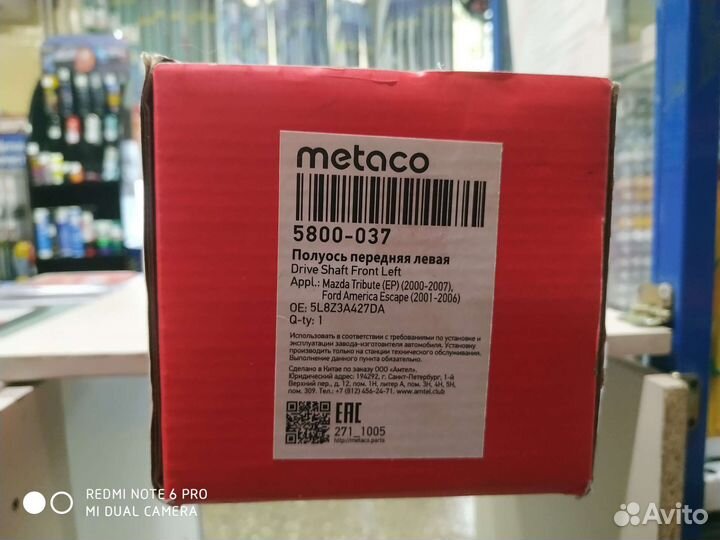 metaco
5800-037
Полуось передняя левая
Drive Shaft Front Left
Appl.: Mazda Tribute (EP) (2000-2007),
Ford America Escape (2001-2006)
OE: 5L8Z3A427DA
Q-ty: 1
Использовать в соответствии с требованиями по установке и
эксплуатации завода-изготовителя автомобиля. Установку
производить только на станции технического обслуживания.
Выполнение данного пункта обязательно.
Сделано в Китае по заказу ООО «Амтел».
Юридический адрес: 194292, г. Санкт-Петербург, 1-й
Верхний пер., д. 12, пом. 1Н, литер А, пом. 3Н, 4Н, 5Н,
пом. 309. Тел.: +7 (812) 456-24-71. www.amtel.club
EAC
271_1005
http://metaco.parts
REDMI NOTE 6 PRO
MI DUAL CAMERA
Avito